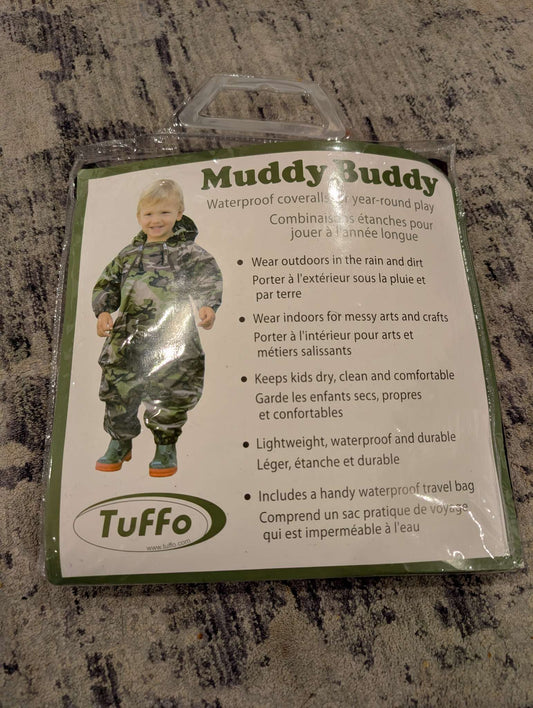 Muddy Buddy
Waterproof coveralls for year-round play
Combinaisons étanches pour
jouer à l'année longue
• Wear outdoors in the rain and dirt
Porter à l'extérieur sous la pluie et
par terre
• Wear indoors for messy arts and crafts
Porter à l'intérieur pour arts et
métiers salissants
• Keeps kids dry, clean and comfortable
Garde les enfants secs, propres
et confortables
• Lightweight, waterproof and durable
Léger, étanche et durable
• Includes a handy waterproof travel bag
Comprend un sac pratique de voyage
qui est imperméable à l'eau
Tuffo
www.tuffo.com